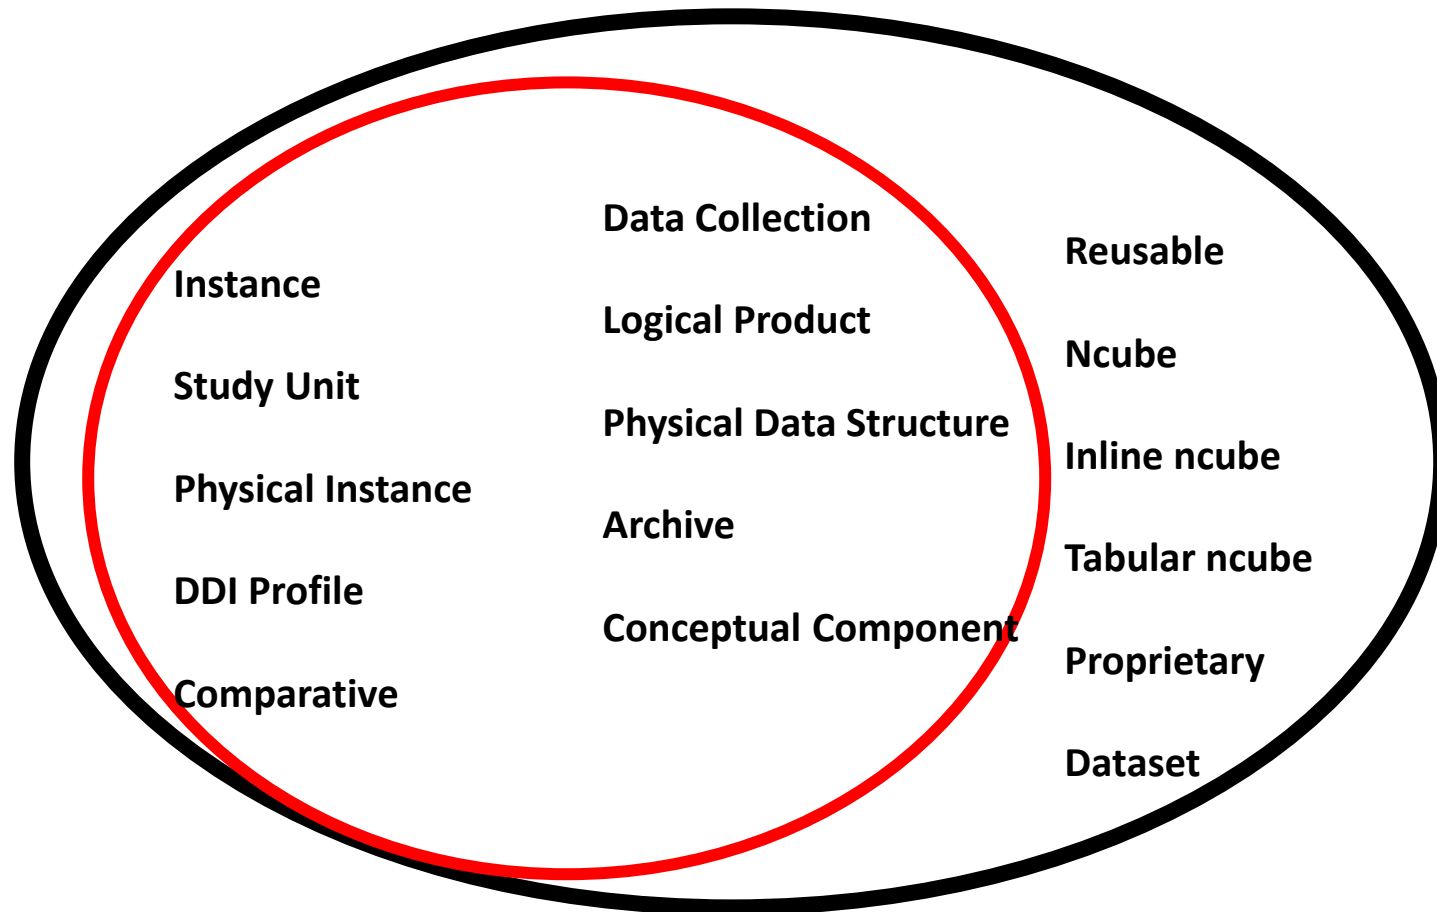 Instance
Study Unit
Physical Instance
DDI Profile
Comparative
Data Collection
Logical Product
Physical Data Structure
Archive
Conceptual Component
Reusable
Ncube
Inline ncube
Tabular ncube
Proprietary
Dataset